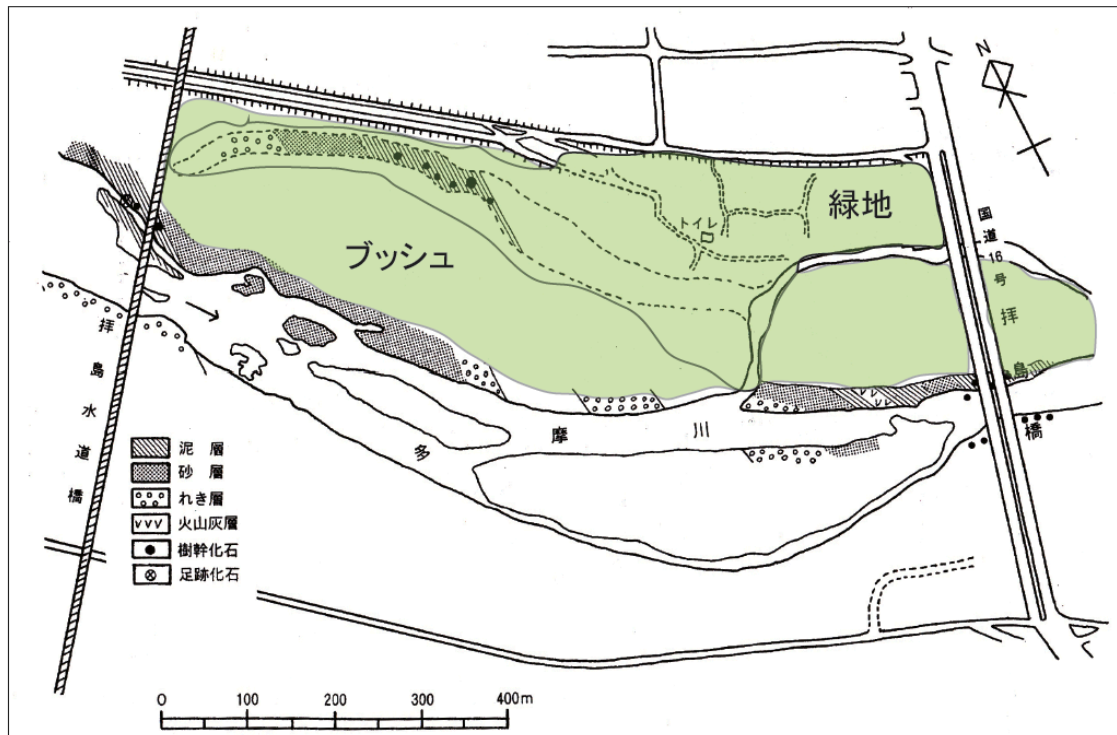 N
緑地
トイレ
ブッシュ
国道16号拝島橋
拝島水道橋
多摩川
泥層
砂層
れき層
火山灰層
樹幹化石
足跡化石
0 100 200 300 400m